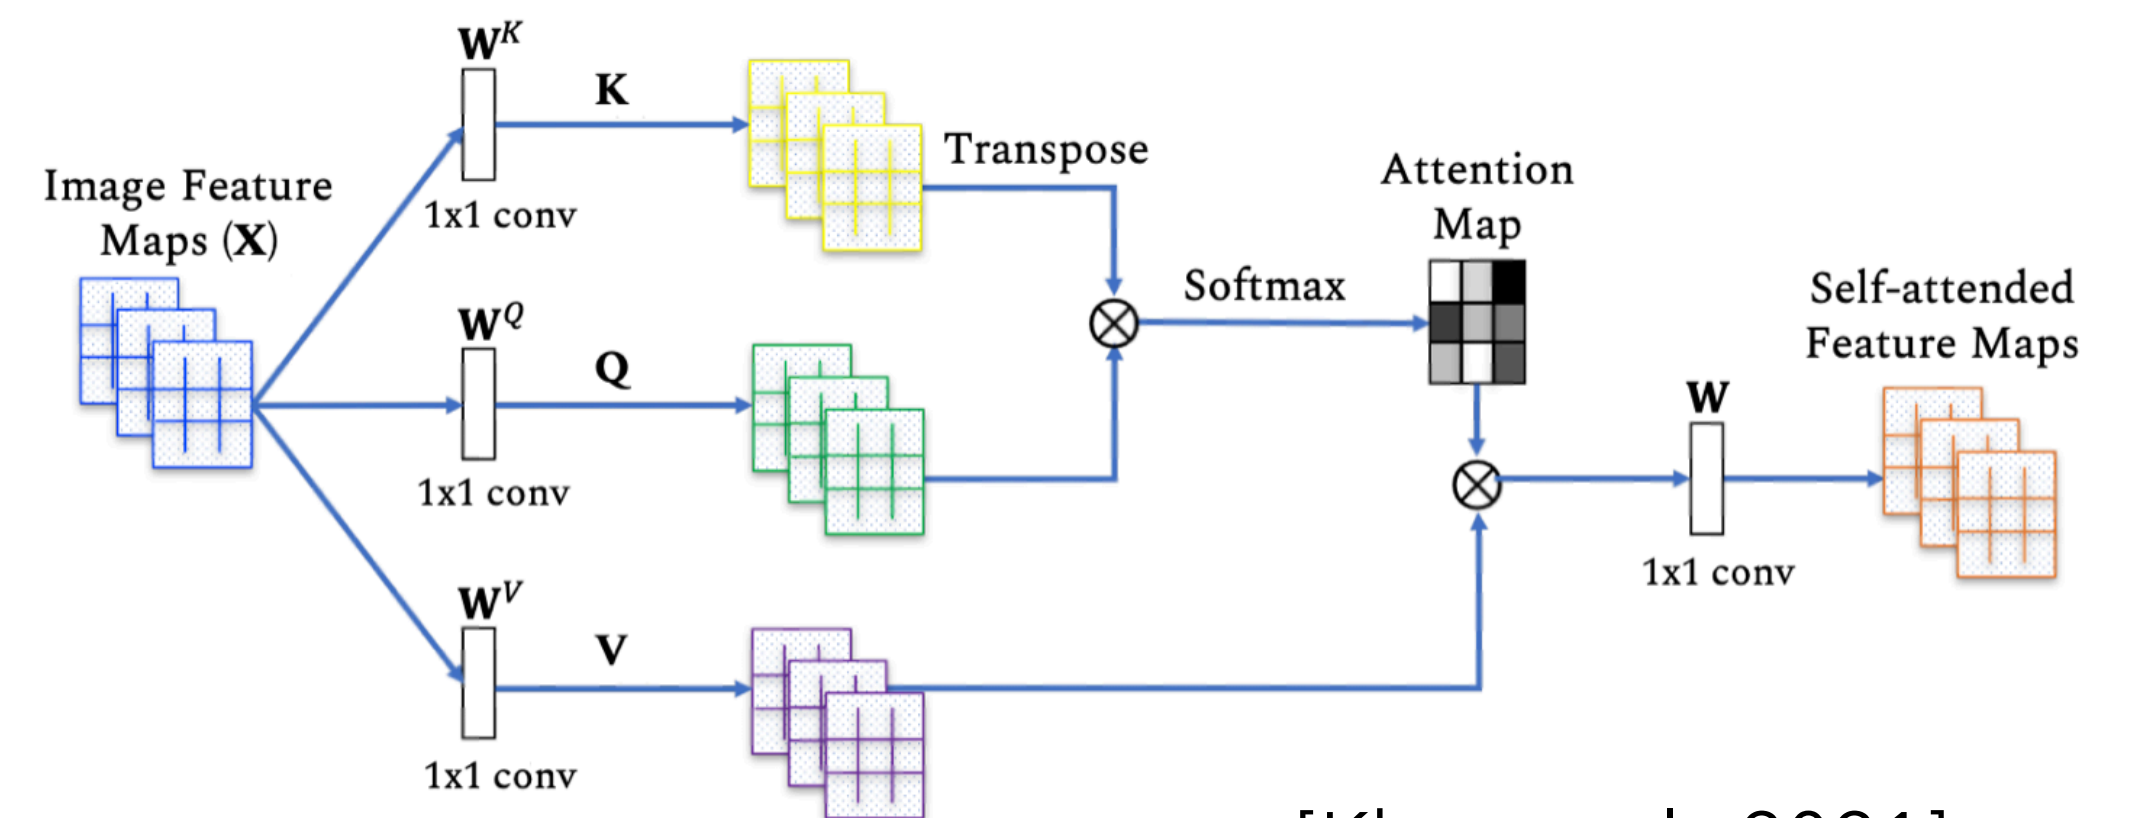 W^K
K
1x1 conv
Transpose
Image Feature
Maps (X)
W^Q
Q
1x1 conv
Softmax
Attention
Map
W^V
V
1x1 conv
W
1x1 conv
Self-attended
Feature Maps